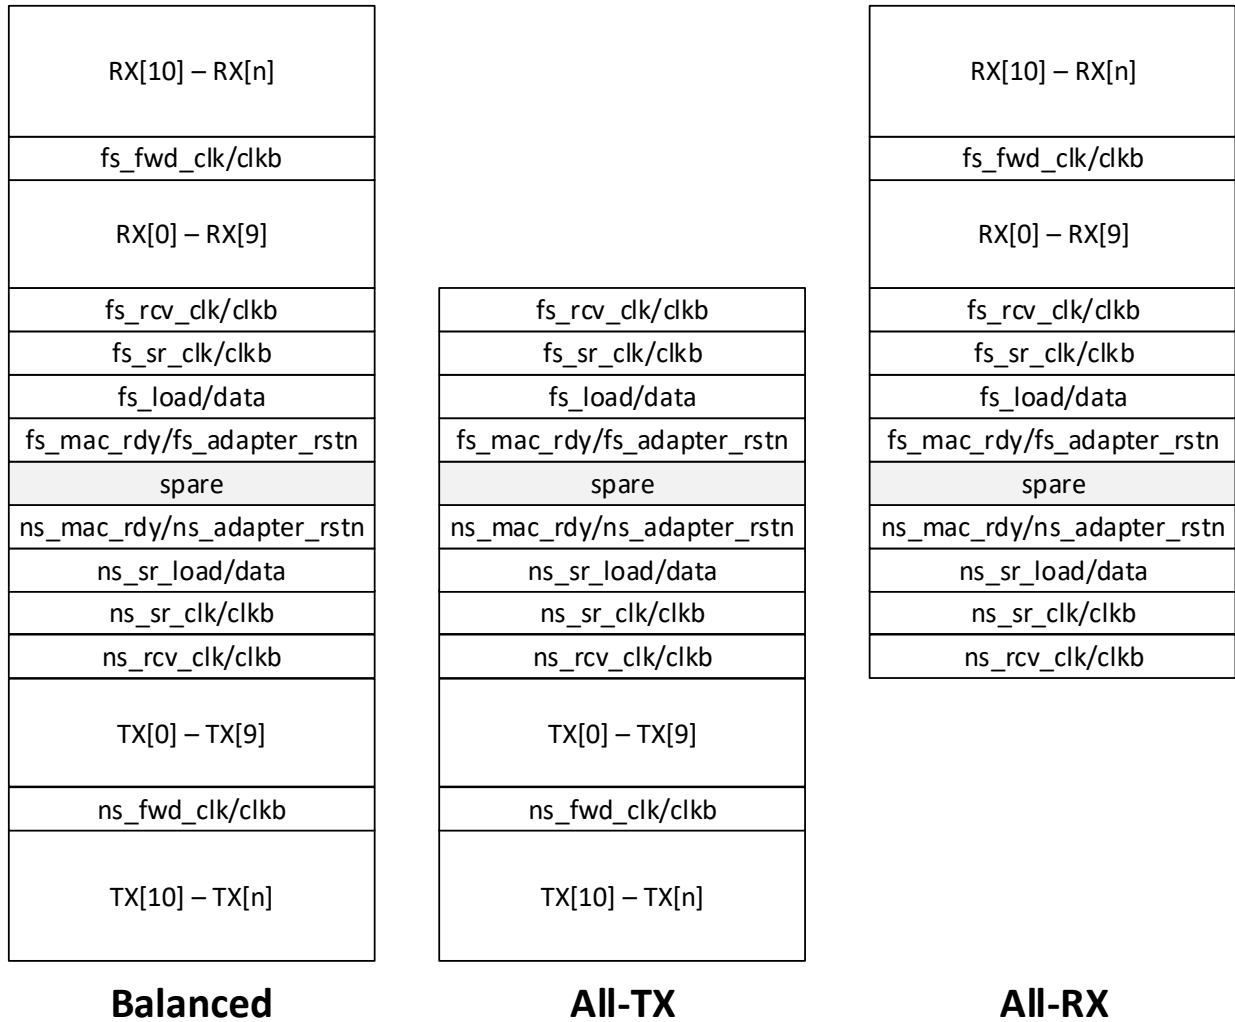 RX[10] – RX[n]
fs_fwd_clk/clkb
RX[0] – RX[9]
fs_rcv_clk/clkb
fs_sr_clk/clkb
fs_load/data
fs_mac_rdy/fs_adapter_rstn
spare
ns_mac_rdy/ns_adapter_rstn
ns_sr_load/data
ns_sr_clk/clkb
ns_rcv_clk/clkb
TX[0] – TX[9]
ns_fwd_clk/clkb
TX[10] – TX[n]
Balanced
fs_rcv_clk/clkb
fs_sr_clk/clkb
fs_load/data
fs_mac_rdy/fs_adapter_rstn
spare
ns_mac_rdy/ns_adapter_rstn
ns_sr_load/data
ns_sr_clk/clkb
ns_rcv_clk/clkb
TX[0] – TX[9]
ns_fwd_clk/clkb
TX[10] – TX[n]
All-TX
RX[10] – RX[n]
fs_fwd_clk/clkb
RX[0] – RX[9]
fs_rcv_clk/clkb
fs_sr_clk/clkb
fs_load/data
fs_mac_rdy/fs_adapter_rstn
spare
ns_mac_rdy/ns_adapter_rstn
ns_sr_load/data
ns_sr_clk/clkb
ns_rcv_clk/clkb
All-RX